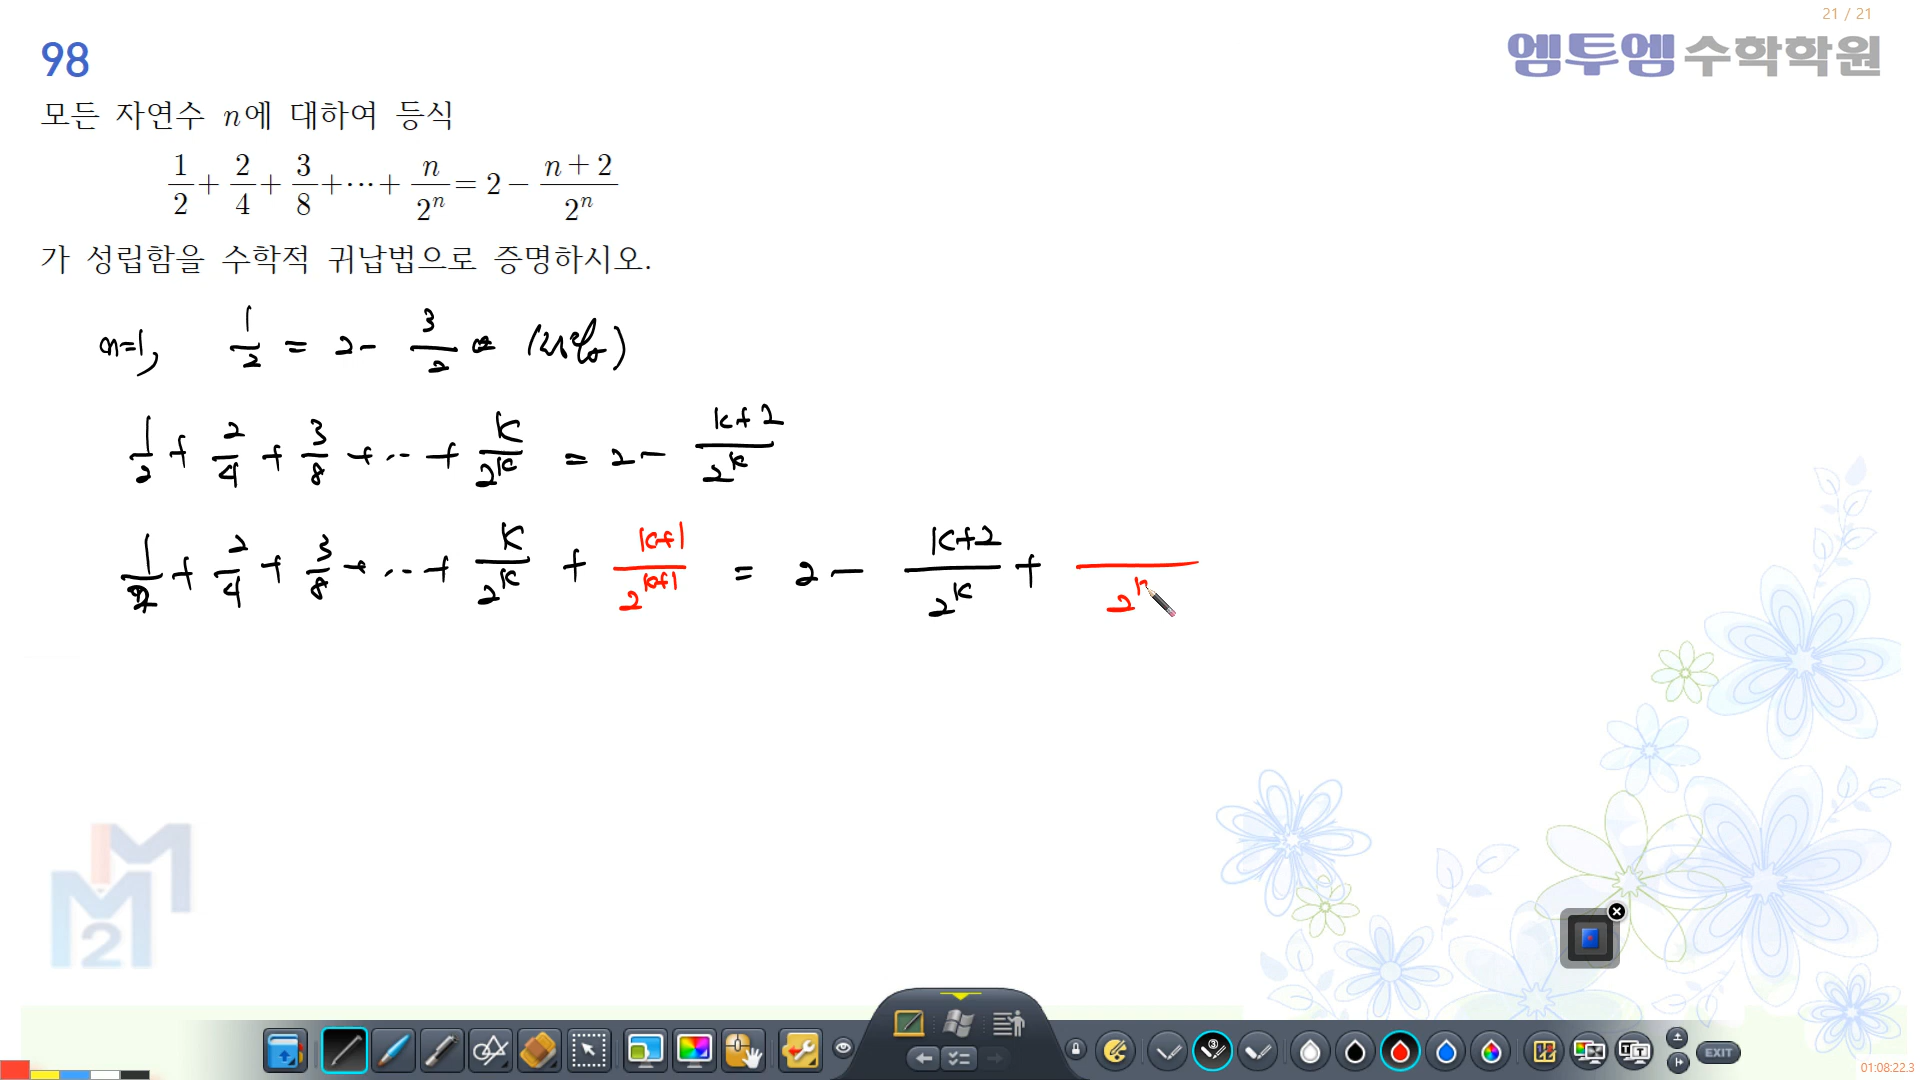 21 / 21
98
엠투엠수학학원
모든 자연수 n에 대하여 등식
1/2 + 2/4 + 3/8 + ⋯ + n/2^n = 2 − (n+2)/2^n
가 성립함을 수학적 귀납법으로 증명하시오.
n=1, 1/2 = 2 − 3/2
1/2 + 2/4 + 3/8 + ⋯ + k/2^k = 2 − (k+2)/2^k
1/2 + 2/4 + 3/8 + ⋯ + k/2^k + (k+1)/2^(k+1) = 2 − (k+2)/2^k +
M
M
2
EXIT
01:08:22.3